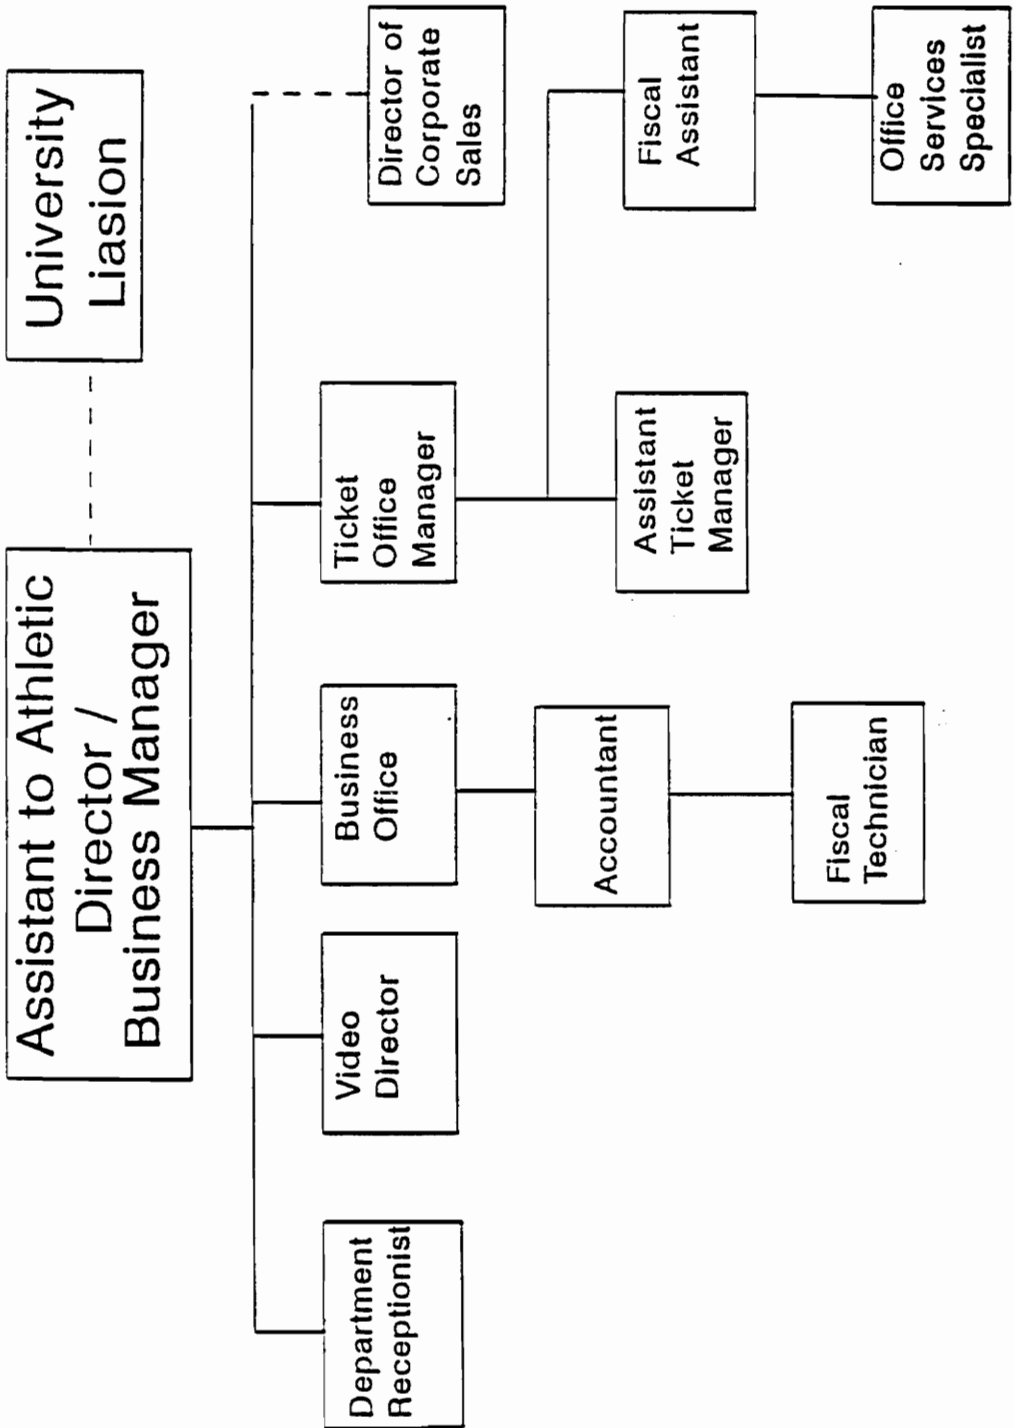 Assistant to Athletic
Director /
Business Manager
University
Liasion
Department
Receptionist
Video
Director
Business
Office
Ticket
Office
Manager
Director of
Corporate
Sales
Accountant
Assistant
Ticket
Manager
Fiscal
Assistant
Fiscal
Technician
Office
Services
Specialist